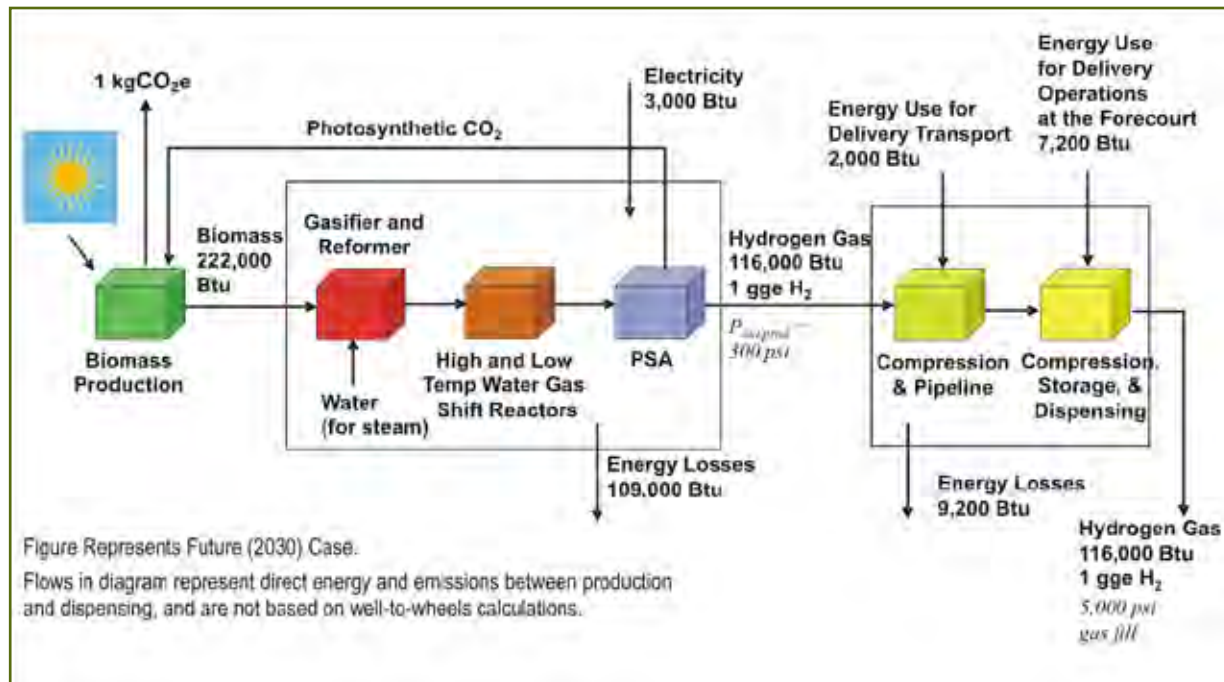 1 kgCO₂e
Photosynthetic CO₂
Electricity
3,000 Btu
Energy Use for
Delivery Transport
2,000 Btu
Energy Use
for Delivery
Operations
at the Forecourt
7,200 Btu
Biomass
222,000
Btu
Gasifier and
Reformer
Hydrogen Gas
116,000 Btu
1 gge H₂
300 psi
Biomass
Production
Water
(for steam)
High and Low
Temp Water Gas
Shift Reactors
PSA
Compression
& Pipeline
Compression,
Storage, &
Dispensing
Energy Losses
109,000 Btu
Energy Losses
9,200 Btu
Hydrogen Gas
116,000 Btu
1 gge H₂
5,000 psi
gas fill
Figure Represents Future (2030) Case.
Flows in diagram represent direct energy and emissions between production
and dispensing, and are not based on well-to-wheels calculations.